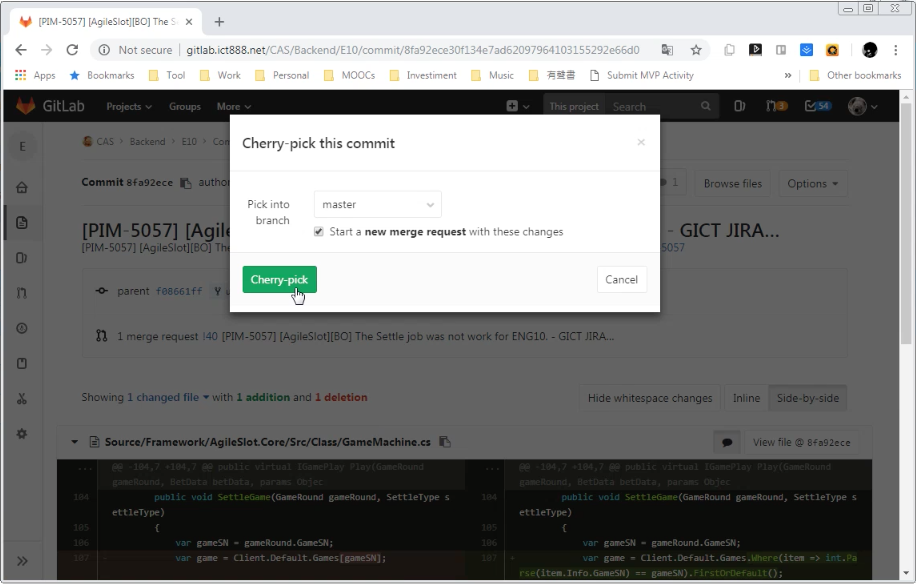 [PIM-5057] [AgileSlot][BO] The S
Not secure | gitlab.ict888.net/CAS/Backend/E10/commit/8fa92ece30f134e7ad62097964103155292e66d0
Apps Bookmarks Tool Work Personal MOOCs Investiment Music 有聲書 Submit MVP Activity » Other bookmarks
GitLab Projects Groups More This project Search 3 54
E CAS > Backend > E10 > Com
Cherry-pick this commit ×
Commit 8fa92ece author 1 Browse files Options
Pick into branch master
Start a new merge request with these changes
[PIM-5057] [Agile - GICT JIRA...
[PIM-5057] [AgileSlot][BO] The 5057
Cherry-pick Cancel
parent f08661ff
1 merge request !40 [PIM-5057] [AgileSlot][BO] The Settle job was not work for ENG10. - GICT JIRA...
Showing 1 changed file with 1 addition and 1 deletion Hide whitespace changes Inline Side-by-side
Source/Framework/AgileSlot.Core/Src/Class/GameMachine.cs View file @ 8fa92ece
... @@ -104,7 +104,7 @@ public virtual IGamePlay Play(GameRound ... @@ -104,7 +104,7 @@ public virtual IGamePlay Play(GameRound
gameRound, BetData betData, params Objec gameRound, BetData betData, params Objec
104 public void SettleGame(GameRound gameRound, SettleType s 104 public void SettleGame(GameRound gameRound, SettleType s
ettleType) ettleType)
105 { 105 {
106 var gameSN = gameRound.GameSN; 106 var gameSN = gameRound.GameSN;
107 - var game = Client.Default.Games[gameSN]; 107 + var game = Client.Default.Games.Where(item => int.Pa
rse(item.Info.GameSN) == gameSN).FirstOrDefault();